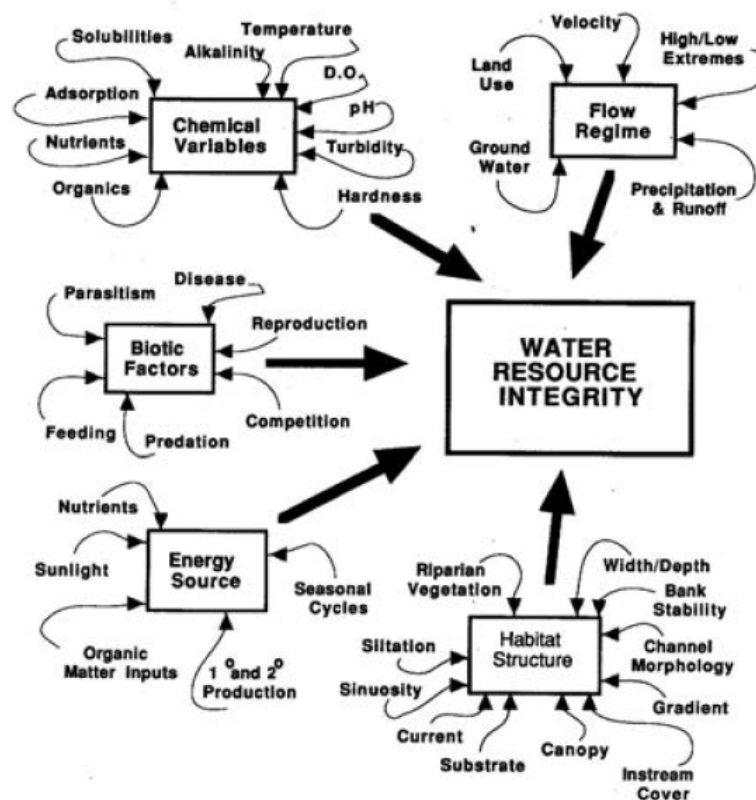 Solubilities
Temperature
Alkalinity
D.O.
Adsorption
Chemical
Variables
pH
Nutrients
Turbidity
Organics
Hardness
Velocity
High/Low
Extremes
Land
Use
Flow
Regime
Ground
Water
Precipitation
& Runoff
Disease
Parasitism
Reproduction
Biotic
Factors
Feeding
Predation
Competition
WATER
RESOURCE
INTEGRITY
Nutrients
Sunlight
Energy
Source
Seasonal
Cycles
Organic
Matter Inputs
1° and 2°
Production
Riparian
Vegetation
Width/Depth
Bank
Stability
Siltation
Habitat
Structure
Channel
Morphology
Sinuosity
Gradient
Current
Substrate
Canopy
Instream
Cover